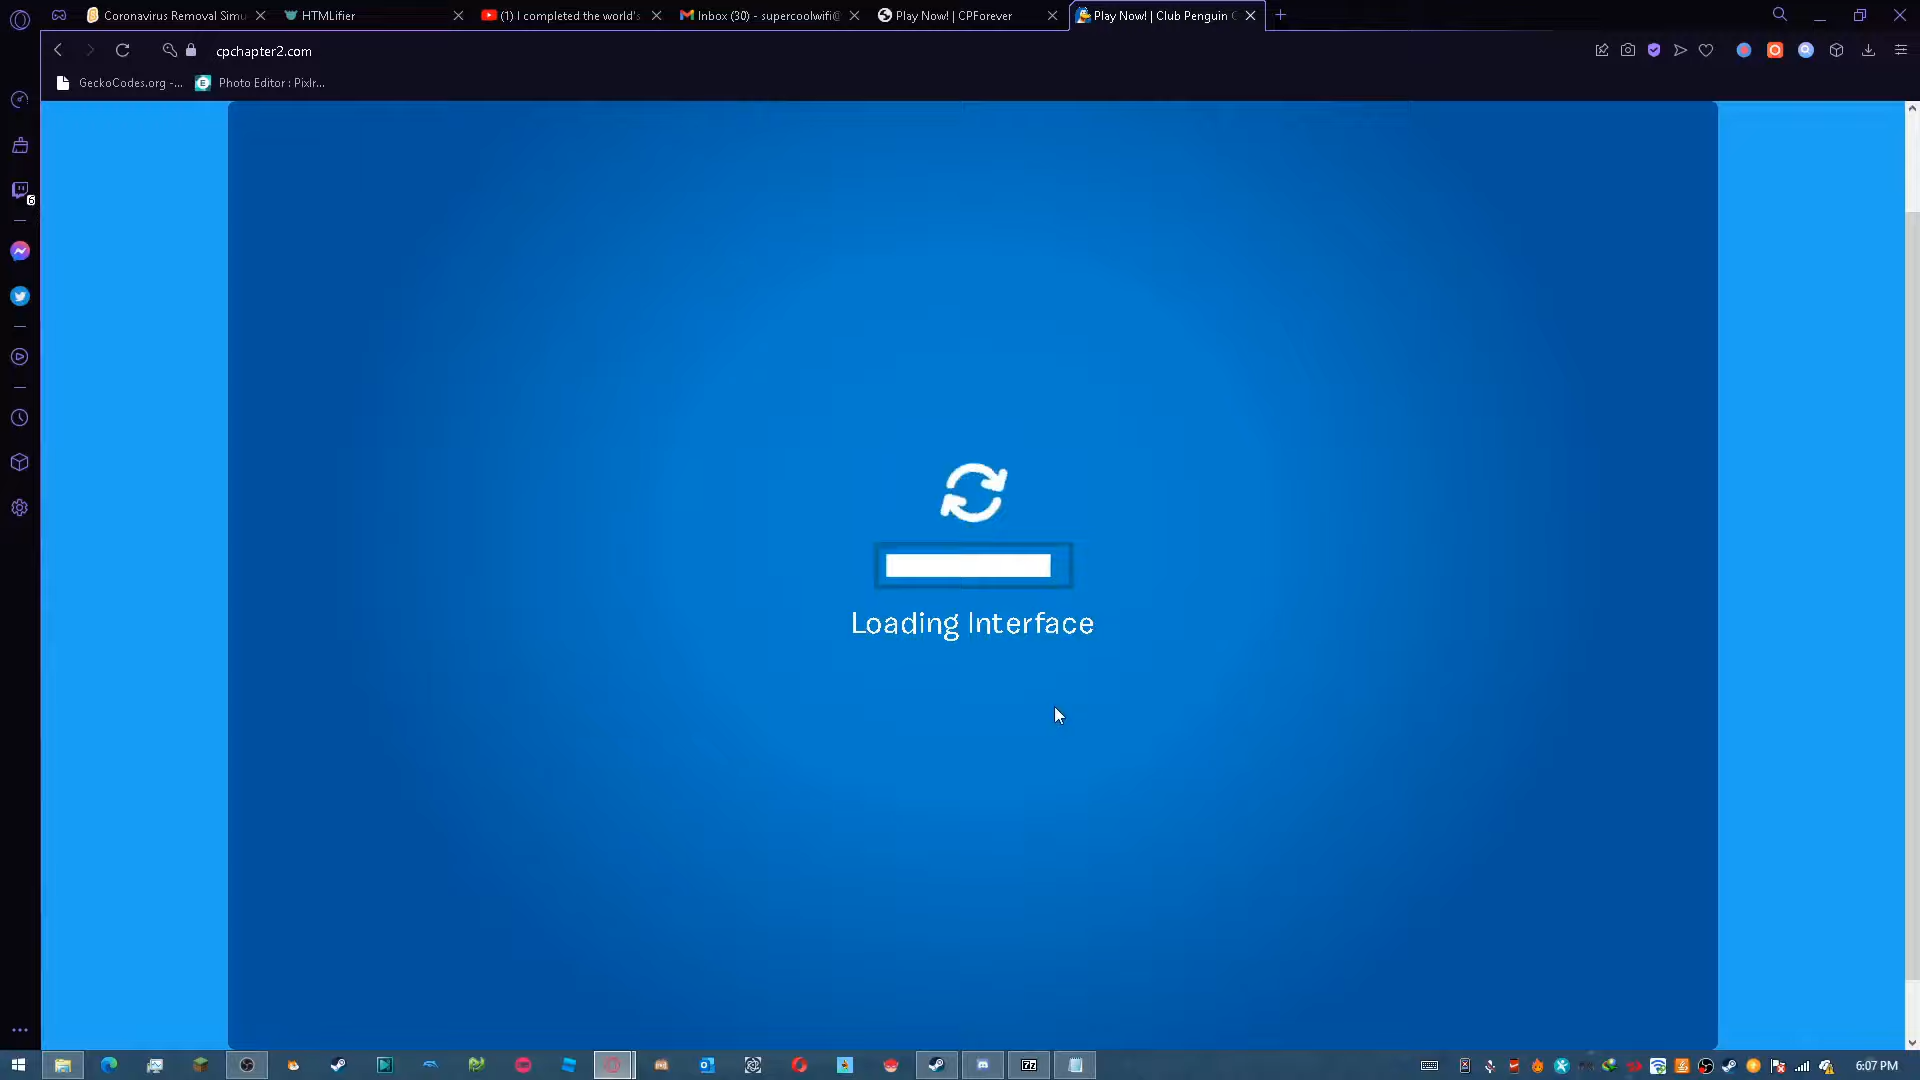 Coronavirus Removal Simu
HTMLifier
(1) I completed the world's
Inbox (30) - supercoolwifi@
Play Now! | CPForever
Play Now! | Club Penguin C
cpchapter2.com
GeckoCodes.org -...
Photo Editor : Pixlr...
6
Loading Interface
6:07 PM